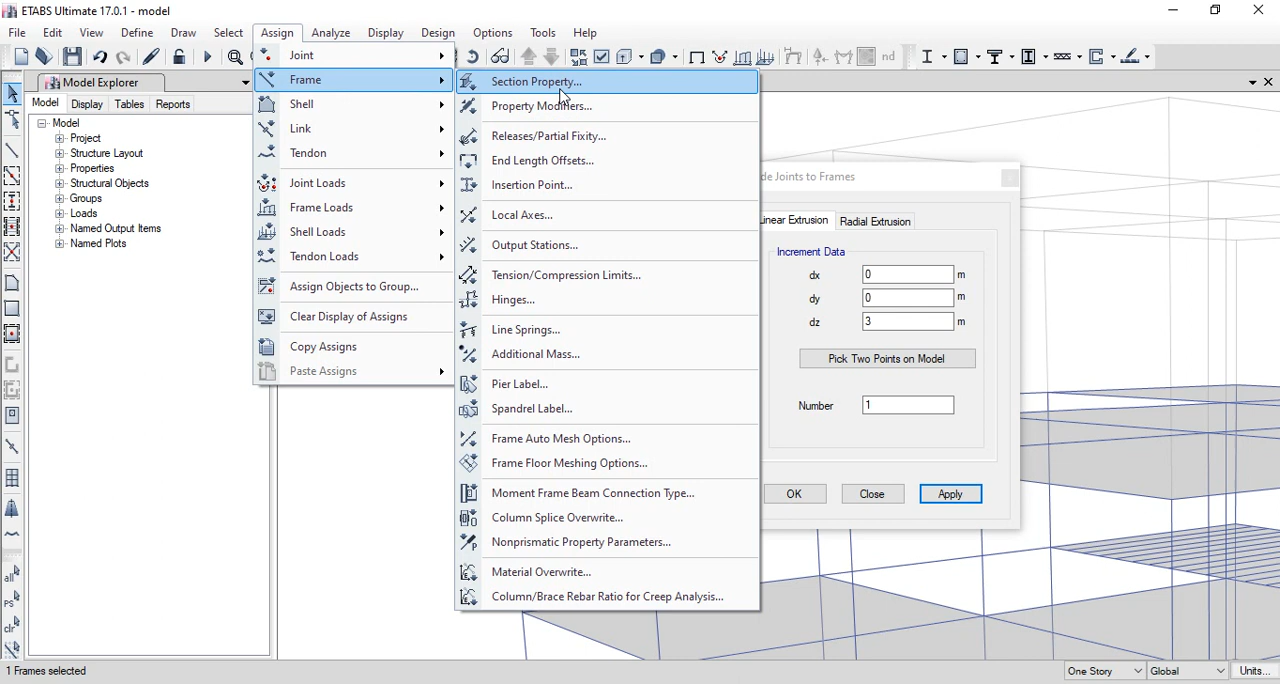 ETABS Ultimate 17.0.1 - model
File Edit View Define Draw Select Assign Analyze Display Design Options Tools Help
nd
Model Explorer
Model Display Tables Reports
Model
Project
Structure Layout
Properties
Structural Objects
Groups
Loads
Named Output Items
Named Plots
all
PS
clr
Joint
Frame
Shell
Link
Tendon
Joint Loads
Frame Loads
Shell Loads
Tendon Loads
Assign Objects to Group...
Clear Display of Assigns
Copy Assigns
Paste Assigns
Section Property...
Property Modifiers...
Releases/Partial Fixity...
End Length Offsets...
Insertion Point...
Local Axes...
Output Stations...
Tension/Compression Limits...
Hinges...
Line Springs...
Additional Mass...
Pier Label...
Spandrel Label...
Frame Auto Mesh Options...
Frame Floor Meshing Options...
Moment Frame Beam Connection Type...
Column Splice Overwrite...
Nonprismatic Property Parameters...
Material Overwrite...
Column/Brace Rebar Ratio for Creep Analysis...
de Joints to Frames
Linear Extrusion Radial Extrusion
Increment Data
dx 0 m
dy 0 m
dz 3 m
Pick Two Points on Model
Number 1
OK Close Apply
1 Frames selected
One Story Global Units...